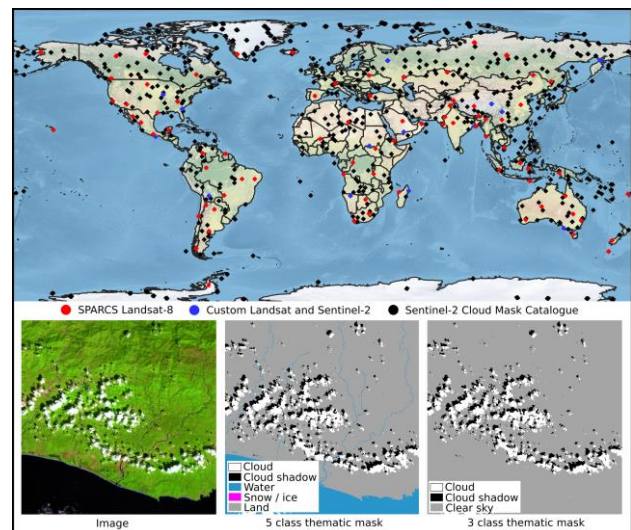 SPARCS Landsat-8 Custom Landsat and Sentinel-2 Sentinel-2 Cloud Mask Catalogue
Cloud
Cloud shadow
Water
Snow / ice
Land
Cloud
Cloud shadow
Clear sky
Image 5 class thematic mask 3 class thematic mask